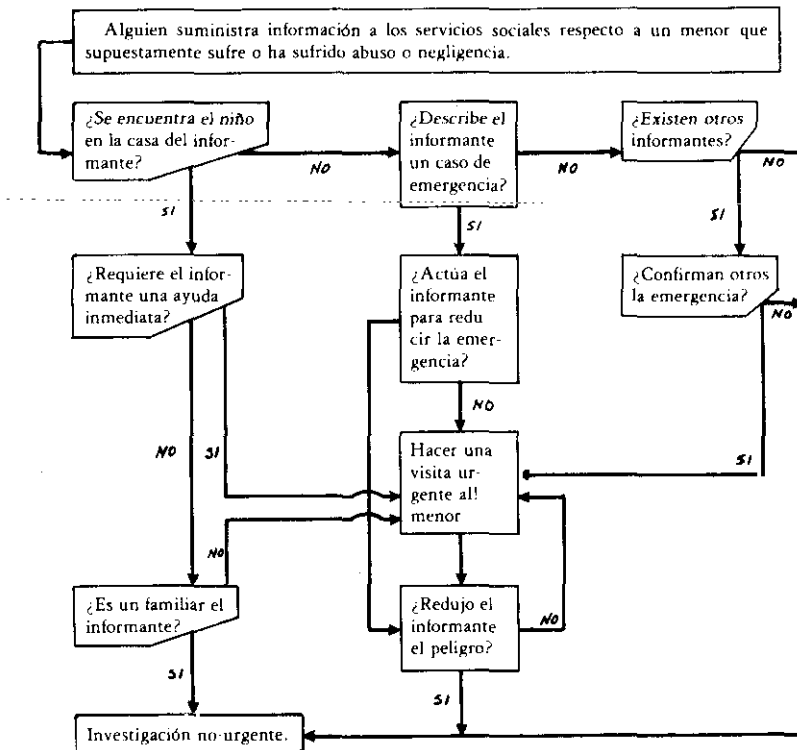 Alguien suministra información a los servicios sociales respecto a un menor que
supuestamente sufre o ha sufrido abuso o negligencia.
¿Se encuentra el niño
en la casa del infor-
mante?
NO
SI
¿Describe el
informante
un caso de
emergencia?
NO
SI
¿Existen otros
informantes?
NO
SI
¿Requiere el infor-
mante una ayuda
inmediata?
NO
SI
¿Actúa el
informante
para redu
cir la emer-
gencia?
NO
¿Confirman otros
la emergencia?
NO
SI
Hacer una
visita ur-
gente al!
menor
¿Es un familiar el
informante?
NO
SI
¿Redujo el
informante
el peligro?
NO
SI
Investigación no-urgente.